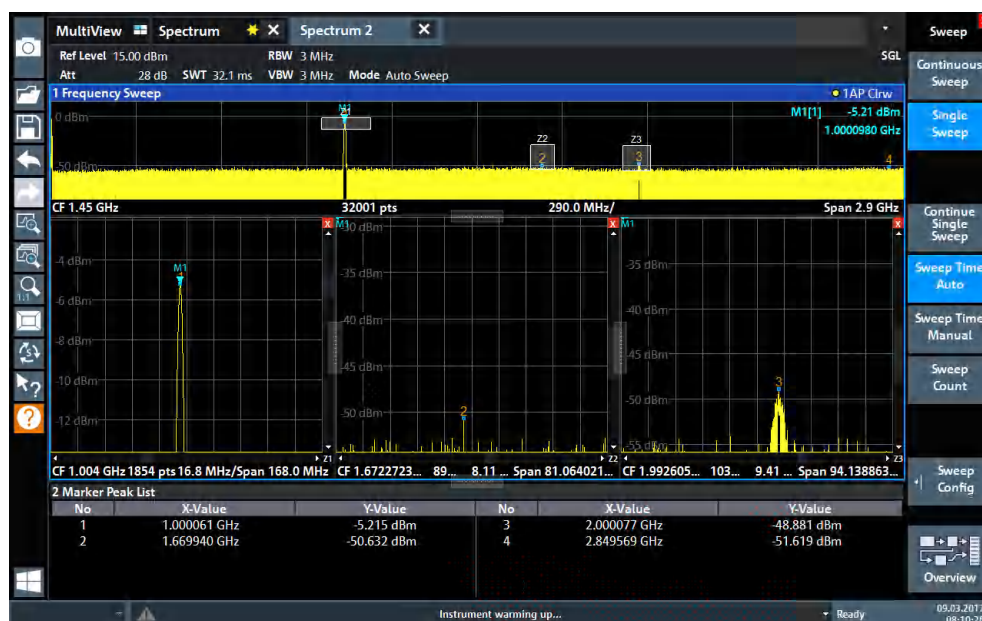 MultiView Spectrum Spectrum 2
Ref Level 15.00 dBm RBW 3 MHz SGL
Att 28 dB SWT 32.1 ms VBW 3 MHz Mode Auto Sweep
1 Frequency Sweep 1AP Clrw
0 dBm M1 Z1 M1[1] -5.21 dBm
1.0000980 GHz
Z2 Z3
-50 dBm 2 3 4
CF 1.45 GHz 32001 pts 290.0 MHz/ Span 2.9 GHz
M1 -30 dBm M1
-4 dBm M1 -35 dBm -35 dBm
-6 dBm
-8 dBm -40 dBm
-45 dBm -45 dBm
-10 dBm
-50 dBm 2 -50 dBm 3
-12 dBm
-55 dBm
Z1 Z2 Z3
CF 1.004 GHz 1854 pts 16.8 MHz/ Span 168.0 MHz CF 1.6722723... 89... 8.11 ... Span 81.064021... CF 1.992605... 103... 9.41 ... Span 94.138863...
2 Marker Peak List
No X-Value Y-Value No X-Value Y-Value
1 1.000061 GHz -5.215 dBm 3 2.000077 GHz -48.881 dBm
2 1.669940 GHz -50.632 dBm 4 2.849569 GHz -51.619 dBm
Instrument warming up... Ready 09.03.2017
08:10:20
Sweep
Continuous
Sweep
Single
Sweep
Continue
Single
Sweep
Sweep Time
Auto
Sweep Time
Manual
Sweep
Count
Sweep
Config
Overview
1:1